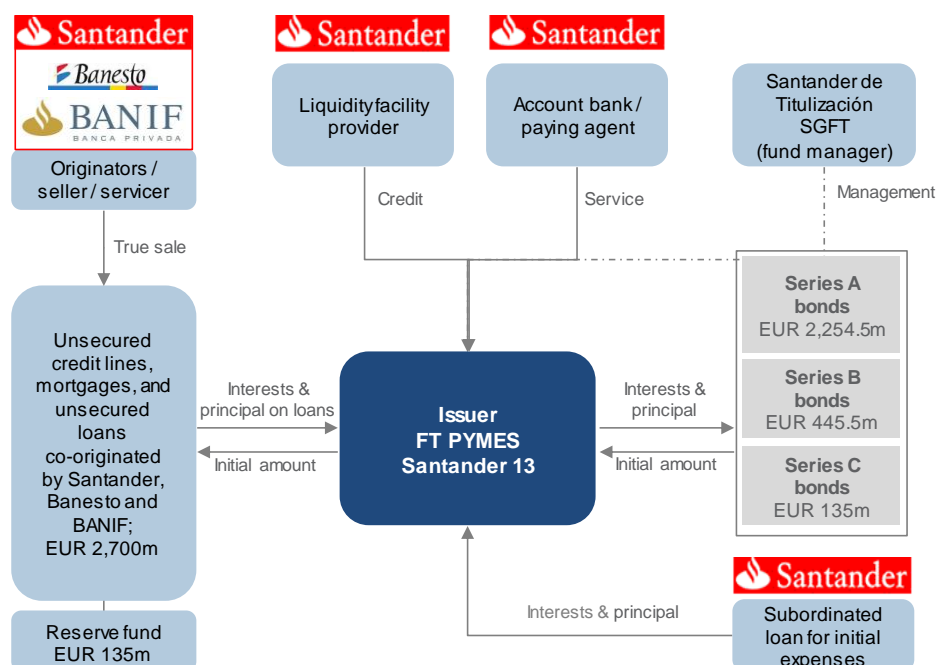 Santander
Banesto
BANIF
BANCA PRIVADA
Originators /
seller / servicer
Santander
Liquidity facility
provider
Santander
Account bank /
paying agent
Santander de
Titulización
SGFT
(fund manager)
Credit
Service
Management
True sale
Unsecured
credit lines,
mortgages, and
unsecured
loans
co-originated
by Santander,
Banesto and
BANIF;
EUR 2,700m
Interests &
principal on loans
Initial amount
Issuer
FT PYMES
Santander 13
Interests &
principal
Initial amount
Series A
bonds
EUR 2,254.5m
Series B
bonds
EUR 445.5m
Series C
bonds
EUR 135m
Reserve fund
EUR 135m
Interests & principal
Santander
Subordinated
loan for initial
expenses